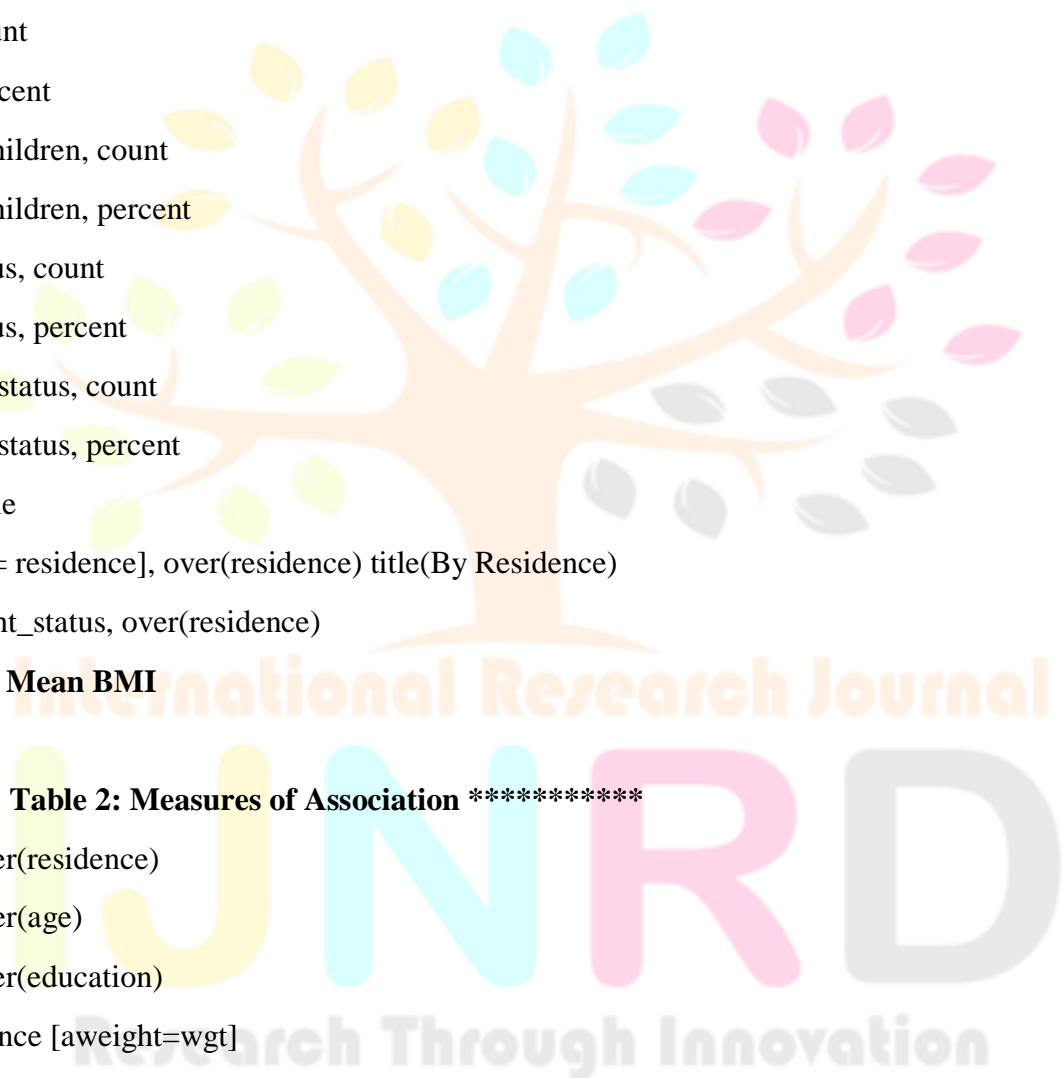 unt
cent
hildren, count
hildren, percent
us, count
us, percent
status, count
status, percent
e
= residence], over(residence) title(By Residence)
nt_status, over(residence)
Mean BMI
International Research Journal
Table 2: Measures of Association ***********
er(residence)
er(age)
er(education)
IJNRD
nce [aweight=wgt]
Research Through Innovation